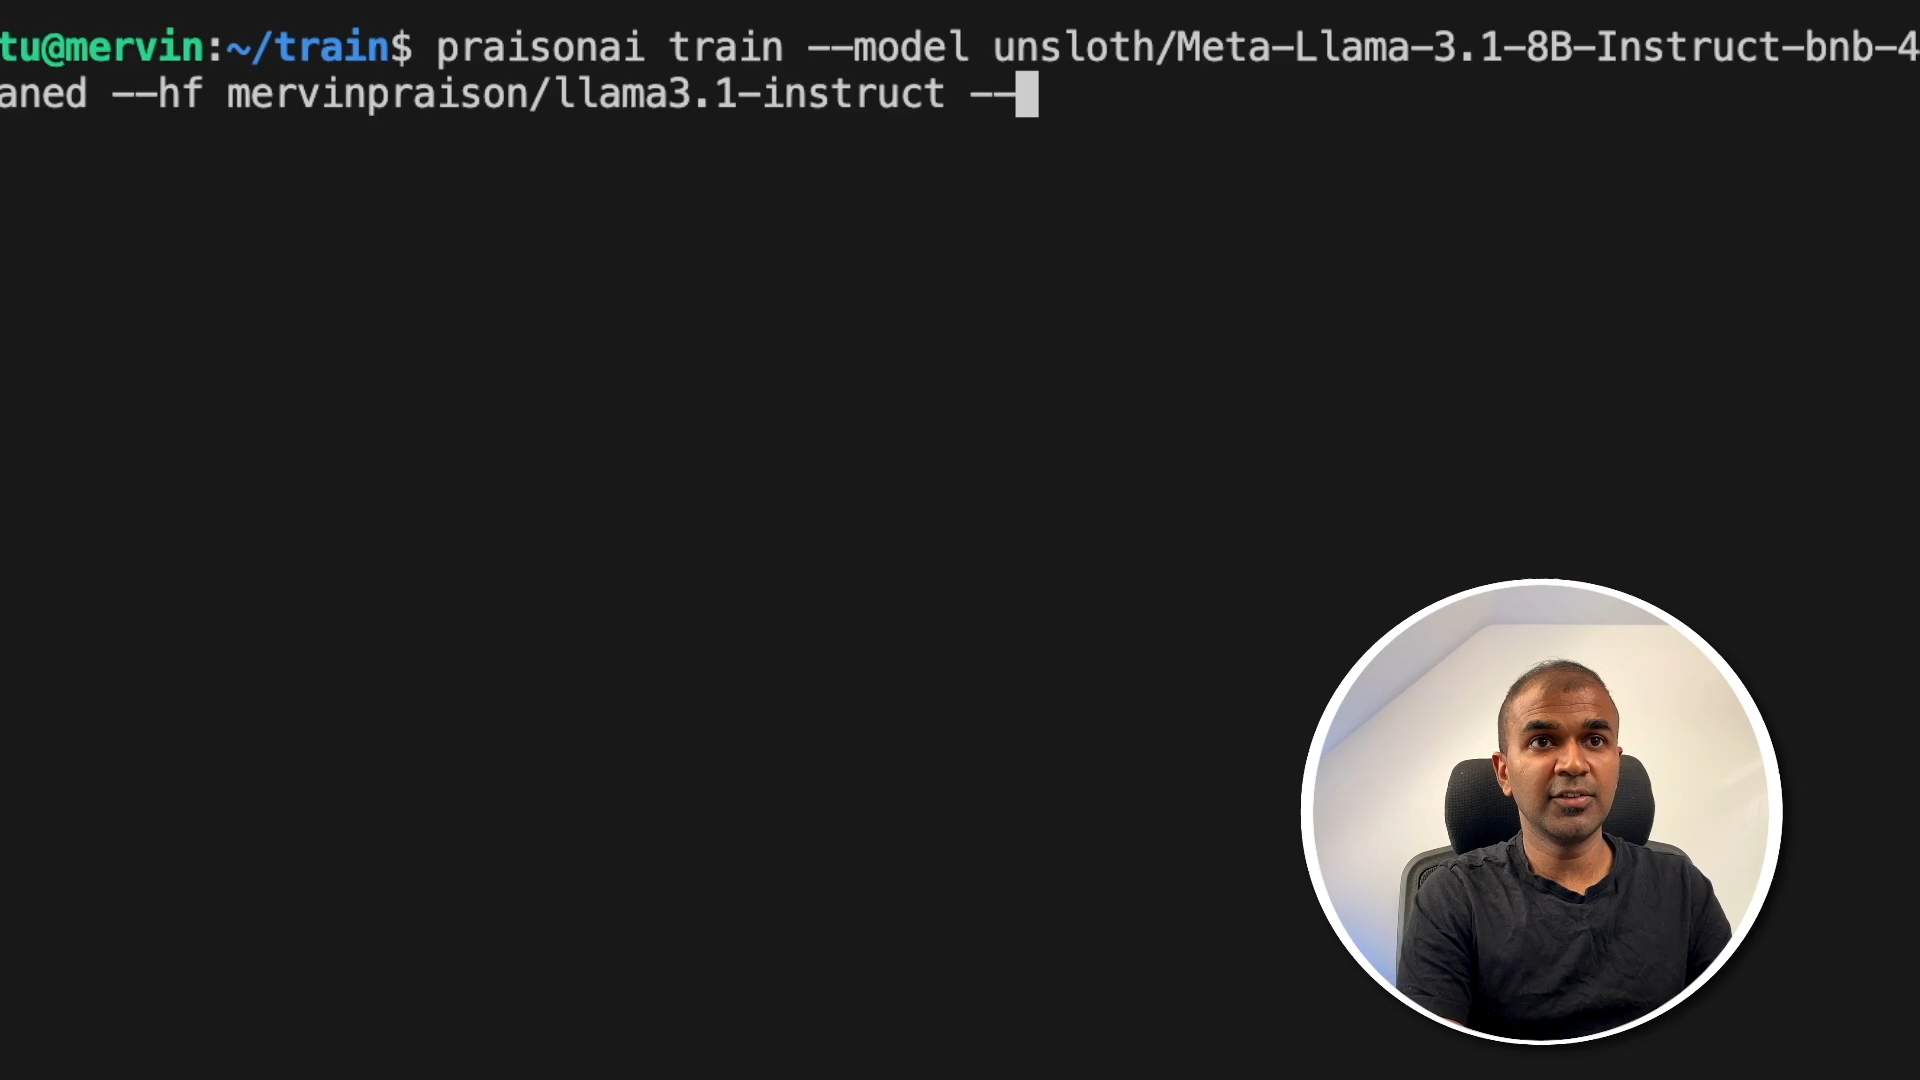 tu@mervin:~/train$ praisonai train --model unsloth/Meta-Llama-3.1-8B-Instruct-bnb-4
aned --hf mervinpraison/llama3.1-instruct --